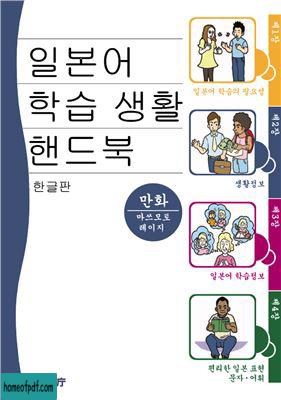 일본어
학습 생활
핸드북
한글판
만화
마쓰모로
레이지
제1장
일본어 학습의 필요성
제2장
생활정보
제3장
일본어 학습정보
제4장
편리한 일본 표현
문자・어휘
庁
homeofpdf.com